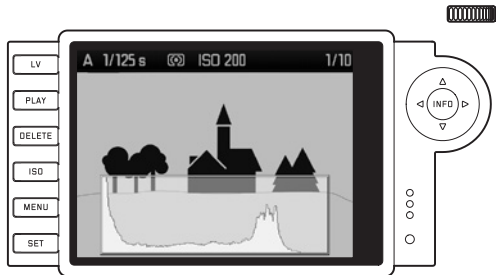 A 1/125 s ISO 200 1/10
LV
PLAY
DELETE
ISO
MENU
SET
INFO